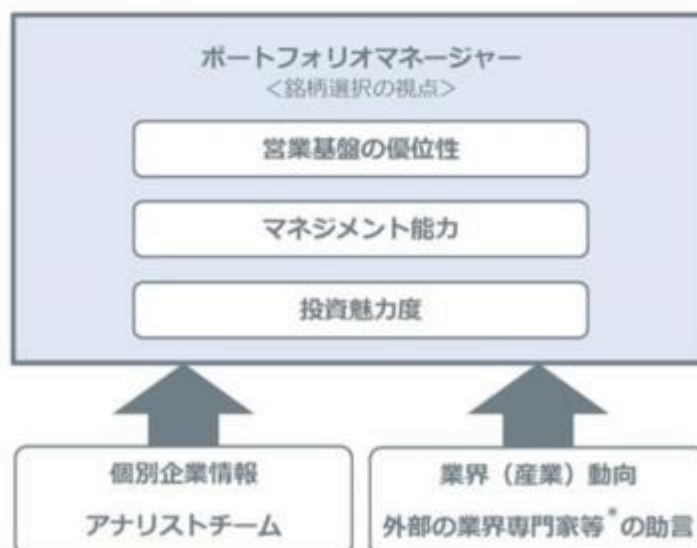 ポートフォリオマネージャー
＜銘柄選択の視点＞
営業基盤の優位性
マネジメント能力
投資魅力度
個別企業情報
アナリストチーム
業界（産業）動向
外部の業界専門家等*の助言